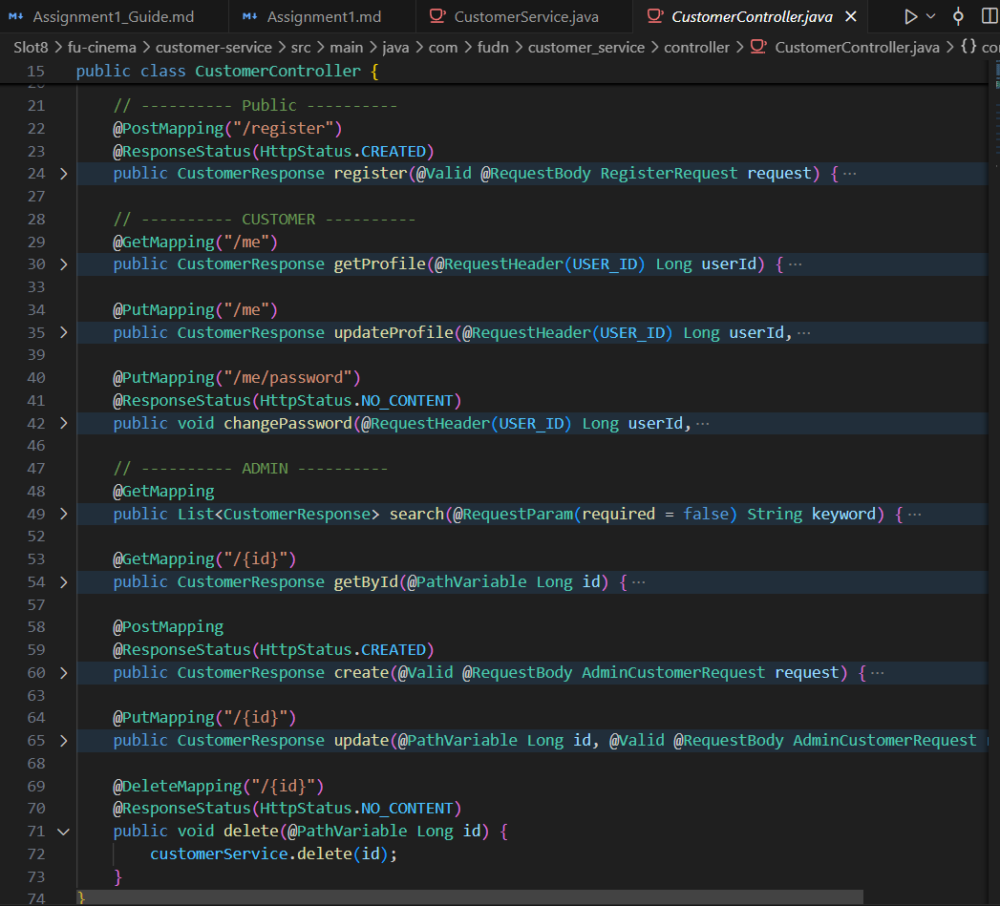 Assignment1_Guide.md Assignment1.md CustomerService.java CustomerController.java
Slot8 > fu-cinema > customer-service > src > main > java > com > fudn > customer_service > controller > CustomerController.java > {}
15 public class CustomerController {
21 // ---------- Public ----------
22 @PostMapping("/register")
23 @ResponseStatus(HttpStatus.CREATED)
24 public CustomerResponse register(@Valid @RequestBody RegisterRequest request) { ···
27
28 // ---------- CUSTOMER ----------
29 @GetMapping("/me")
30 public CustomerResponse getProfile(@RequestHeader(USER_ID) Long userId) { ···
33
34 @PutMapping("/me")
35 public CustomerResponse updateProfile(@RequestHeader(USER_ID) Long userId, ···
39
40 @PutMapping("/me/password")
41 @ResponseStatus(HttpStatus.NO_CONTENT)
42 public void changePassword(@RequestHeader(USER_ID) Long userId, ···
46
47 // ---------- ADMIN ----------
48 @GetMapping
49 public List<CustomerResponse> search(@RequestParam(required = false) String keyword) { ···
52
53 @GetMapping("/{id}")
54 public CustomerResponse getById(@PathVariable Long id) { ···
57
58 @PostMapping
59 @ResponseStatus(HttpStatus.CREATED)
60 public CustomerResponse create(@Valid @RequestBody AdminCustomerRequest request) { ···
63
64 @PutMapping("/{id}")
65 public CustomerResponse update(@PathVariable Long id, @Valid @RequestBody AdminCustomerRequest
68
69 @DeleteMapping("/{id}")
70 @ResponseStatus(HttpStatus.NO_CONTENT)
71 public void delete(@PathVariable Long id) {
72 customerService.delete(id);
73 }
74 }